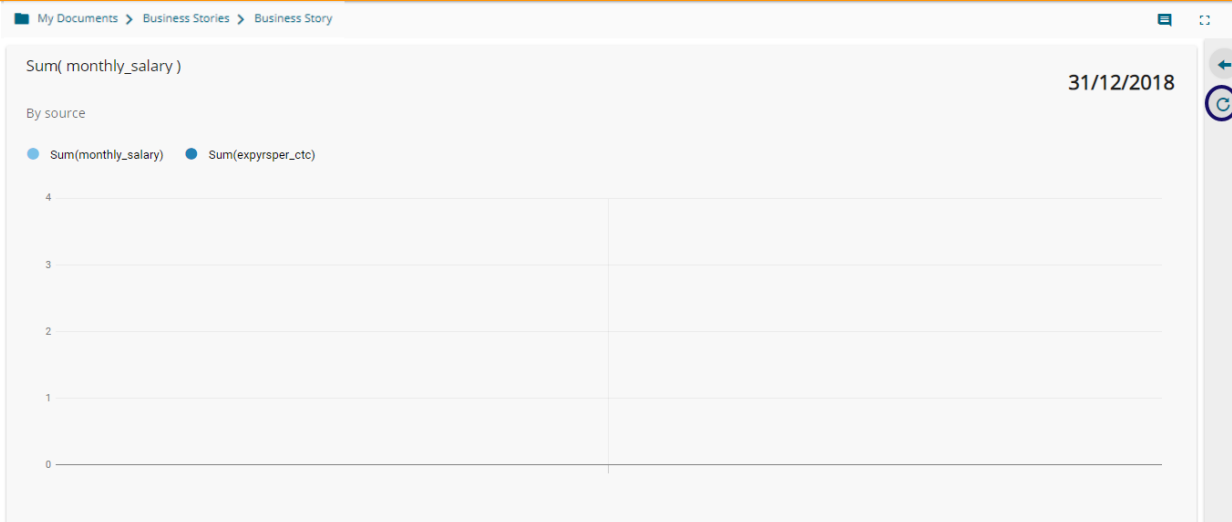 My Documents > Business Stories > Business Story
Sum( monthly_salary )
31/12/2018
By source
Sum(monthly_salary) Sum(expyrsper_ctc)
4
3
2
1
0